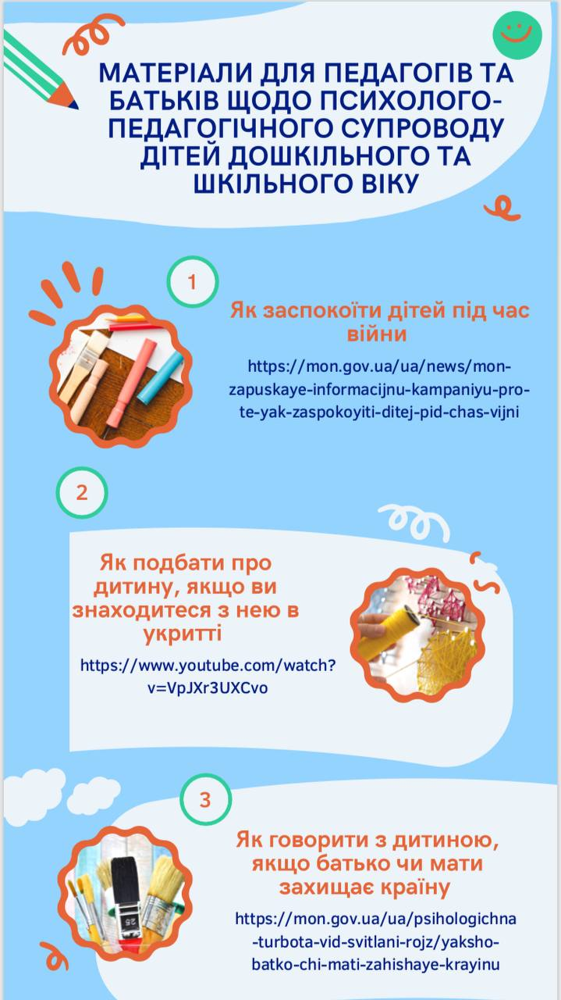 МАТЕРІАЛИ ДЛЯ ПЕДАГОГІВ ТА
БАТЬКІВ ЩОДО ПСИХОЛОГО-
ПЕДАГОГІЧНОГО СУПРОВОДУ
ДІТЕЙ ДОШКІЛЬНОГО ТА
ШКІЛЬНОГО ВІКУ
1
Як заспокоїти дітей під час
війни
https://mon.gov.ua/ua/news/mon-
zapuskaye-informacijnu-kampaniyu-pro-
te-yak-zaspokoyiti-ditej-pid-chas-vijni
2
Як подбати про
дитину, якщо ви
знаходитеся з нею в
укритті
https://www.youtube.com/watch?
v=VpJXr3UXCvo
3
Як говорити з дитиною,
якщо батько чи мати
захищає країну
https://mon.gov.ua/ua/psihologichna
-turbota-vid-svitlani-rojz/yaksho-
batko-chi-mati-zahishaye-krayinu
25